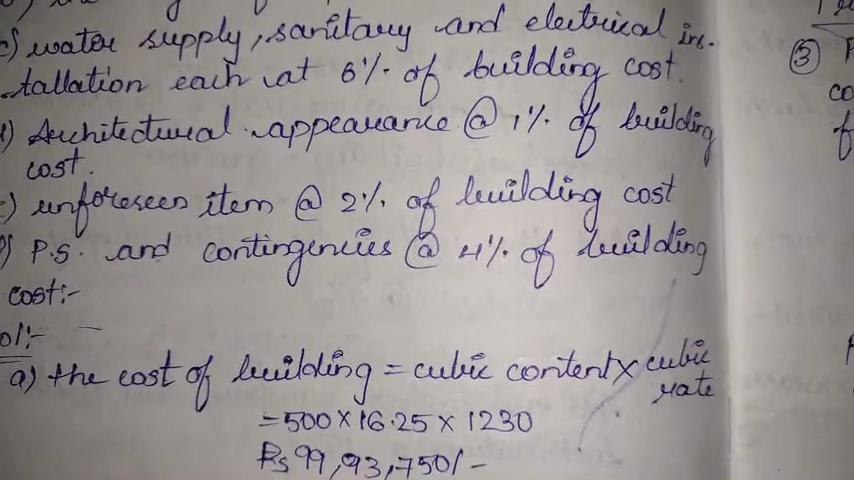 c) water supply, sanitary and electrical ins-
tallation each at 6%. of building cost.
d) Architectural appearance @ 1%. of building
cost.
e) unforeseen item @ 2%. of building cost
f) P.S. and contingencies @ 4%. of building
cost:-
Sol:-
a) the cost of building = cubic content x cubic
rate
= 500 x 16.25 x 1230
Rs 99,93,750/-
3